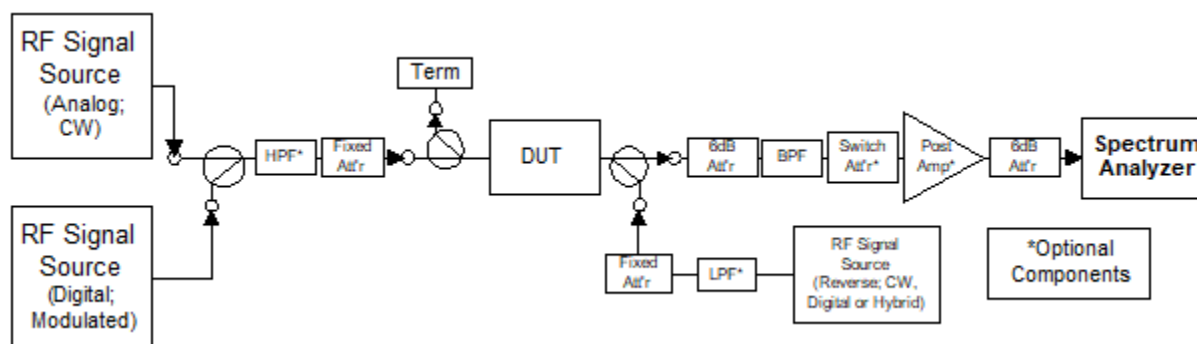 RF Signal
Source
(Analog;
CW)
RF Signal
Source
(Digital;
Modulated)
HPF*
Fixed
Att'r
Term
DUT
6dB
Att'r
BPF
Switch
Att'r*
Post
Amp*
6dB
Att'r
Spectrum
Analyzer
Fixed
Att'r
LPF*
RF Signal
Source
(Reverse; CW,
Digital or Hybrid)
*Optional
Components